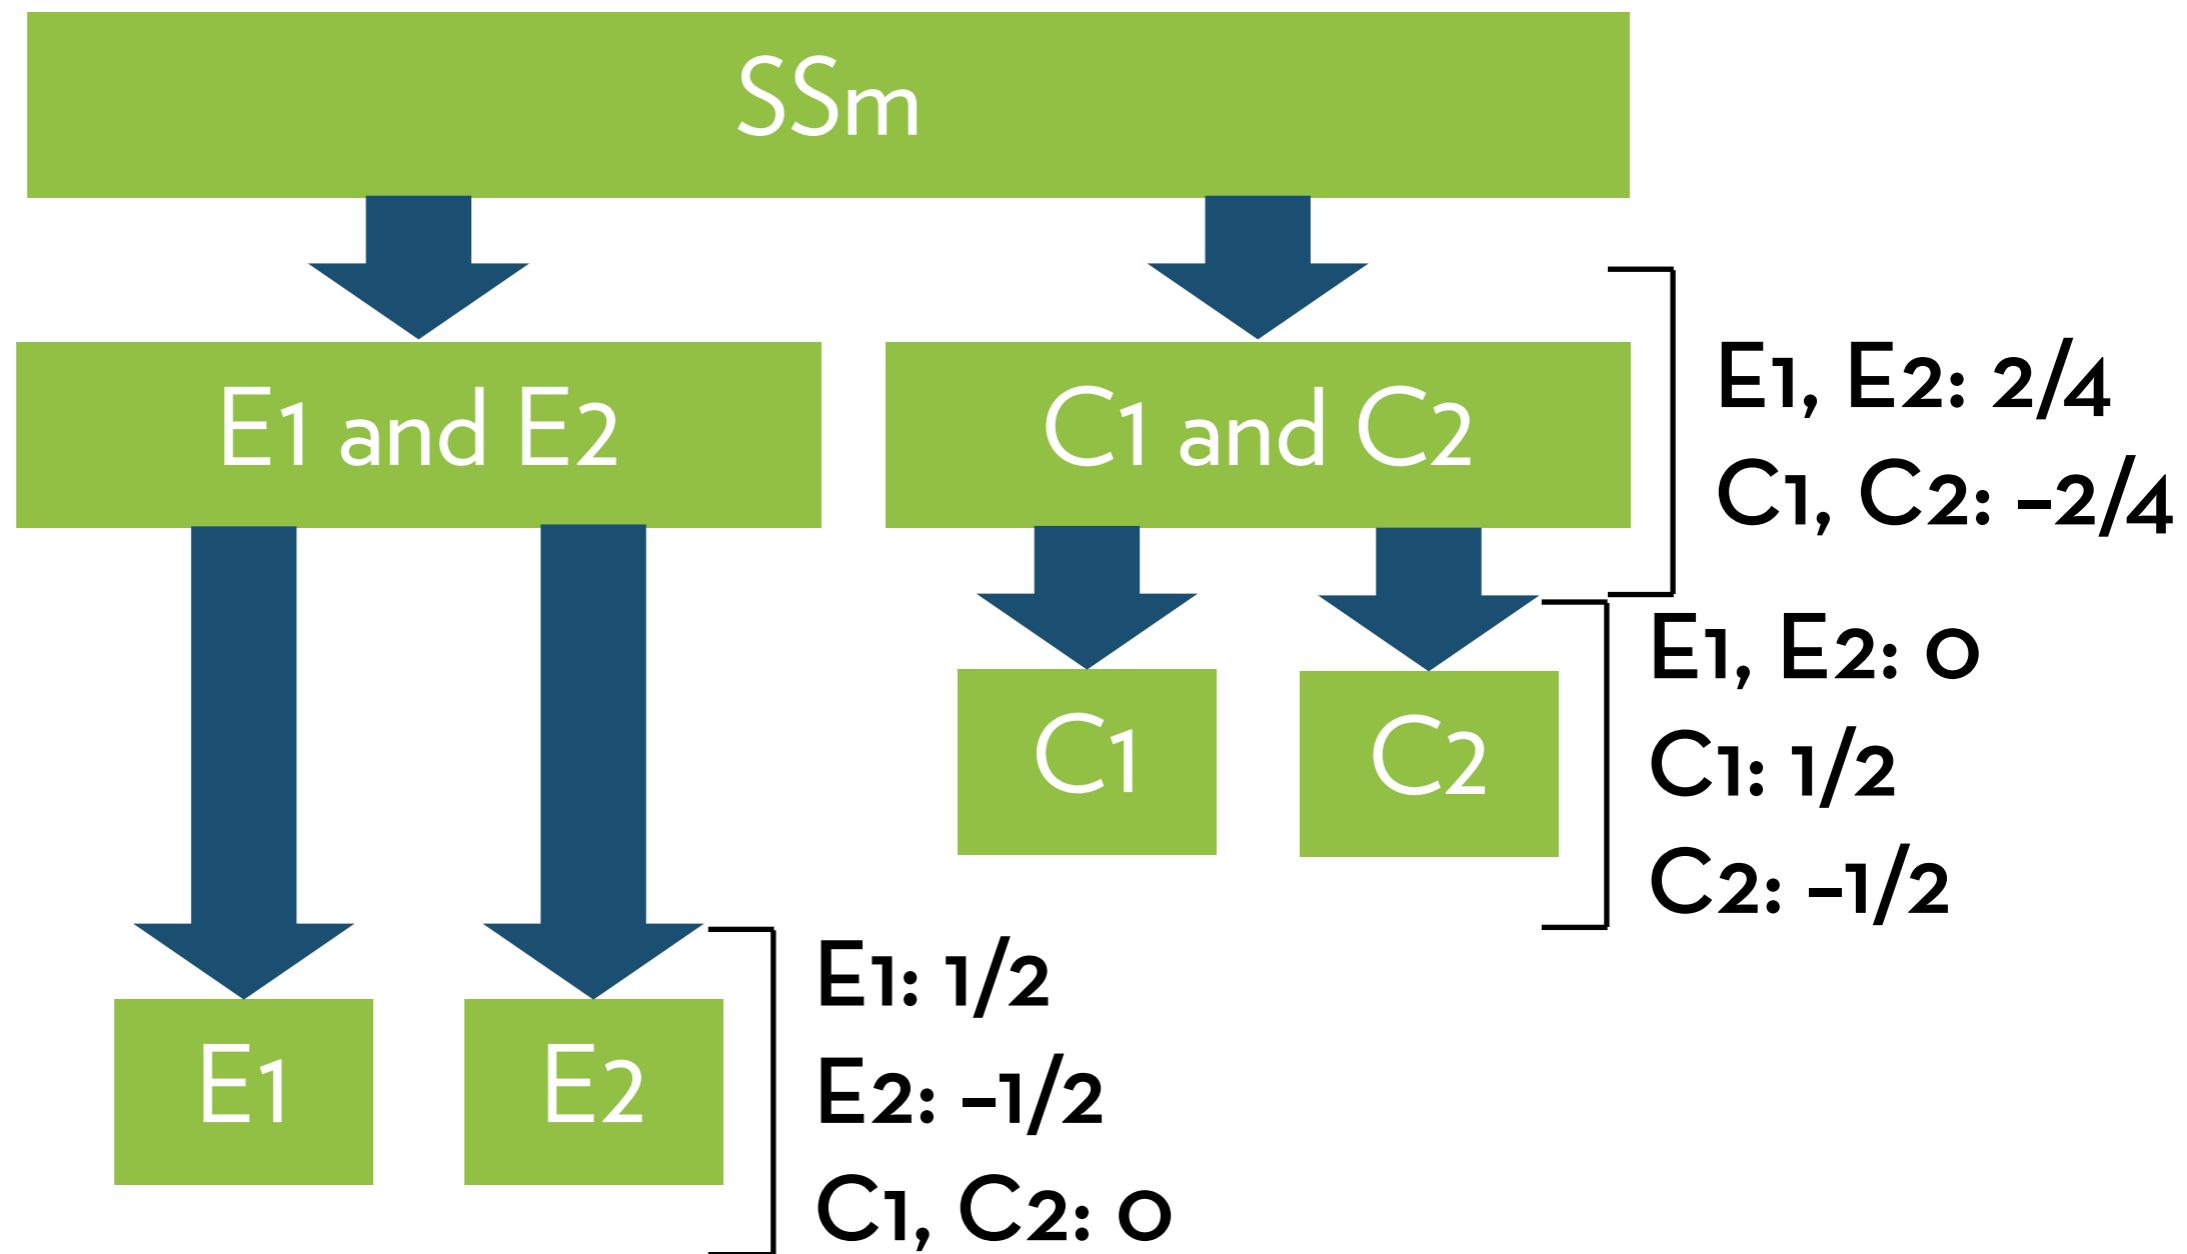 SSm
E1 and E2
C1 and C2
E1, E2: 2/4
C1, C2: -2/4
C1
C2
E1, E2: 0
C1: 1/2
C2: -1/2
E1
E2
E1: 1/2
E2: -1/2
C1, C2: 0